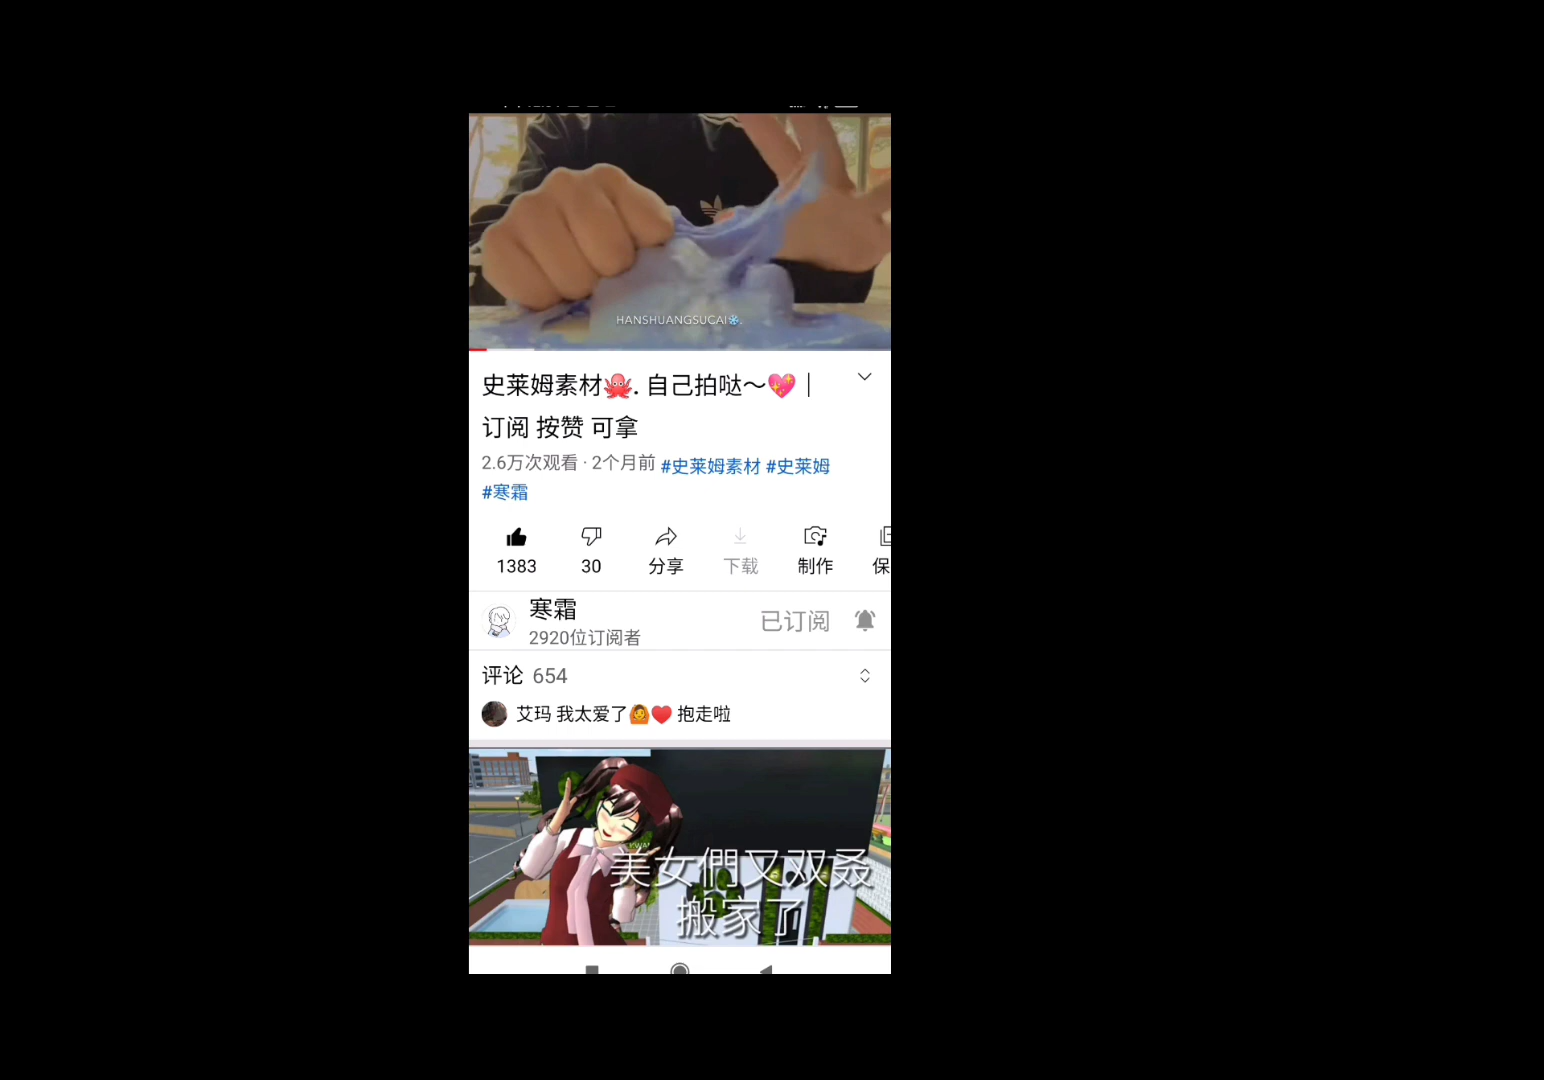 HANSHUANGSUCAI❄.
史莱姆素材🐙. 自己拍哒～💖｜
订阅 按赞 可拿
2.6万次观看 · 2个月前 #史莱姆素材 #史莱姆
#寒霜
1383 30 分享 下载 制作 保
寒霜
2920位订阅者
已订阅
评论 654
艾玛 我太爱了🙆❤️ 抱走啦
美女們又双叒
搬家了